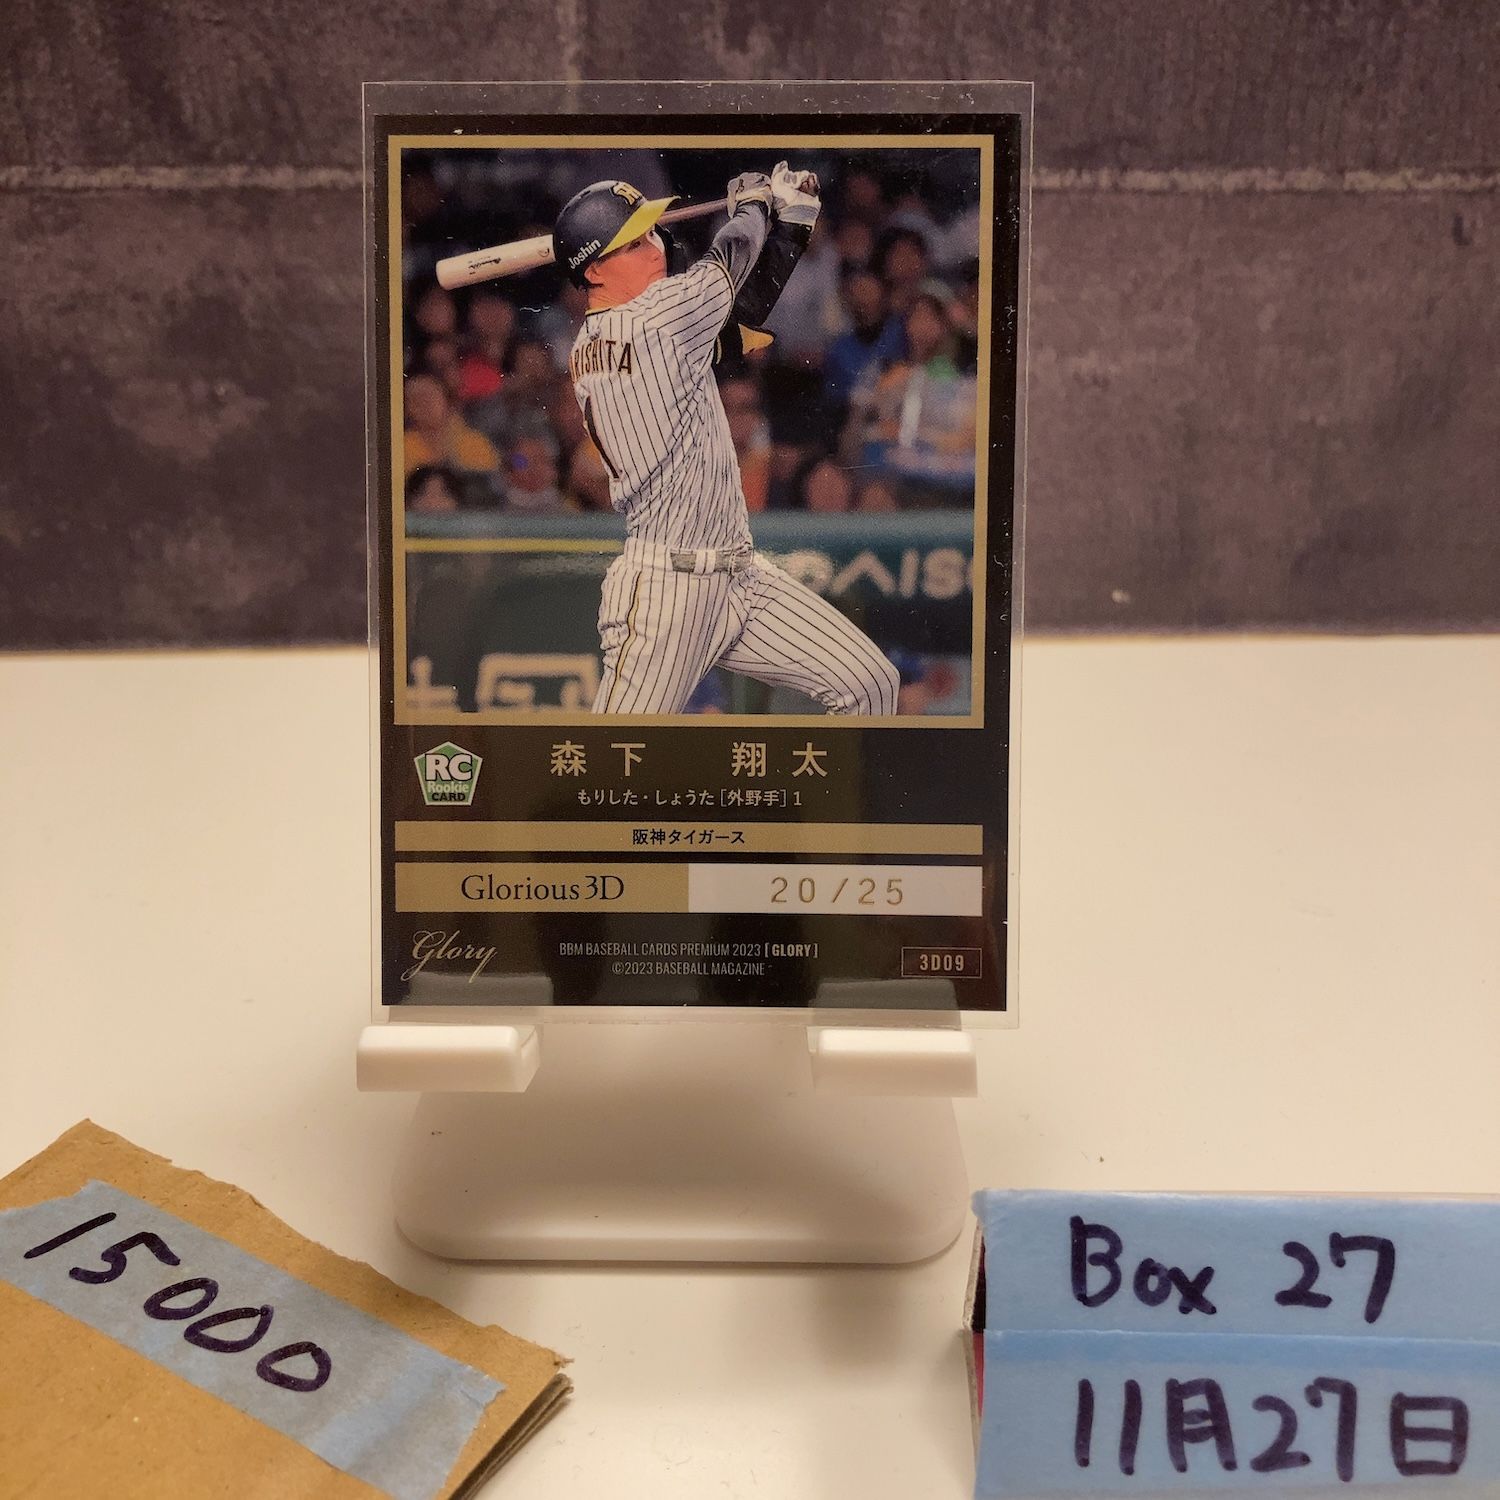 Joshin
RISHITA
1
DAISO
RC
Rookie
CARD
森下 翔太
もりした・しょうた [外野手] 1
阪神タイガース
Glorious 3D
20/25
Glory
BBM BASEBALL CARDS PREMIUM 2023 [GLORY]
©2023 BASEBALL MAGAZINE
3D09
15000
Box 27
11月27日